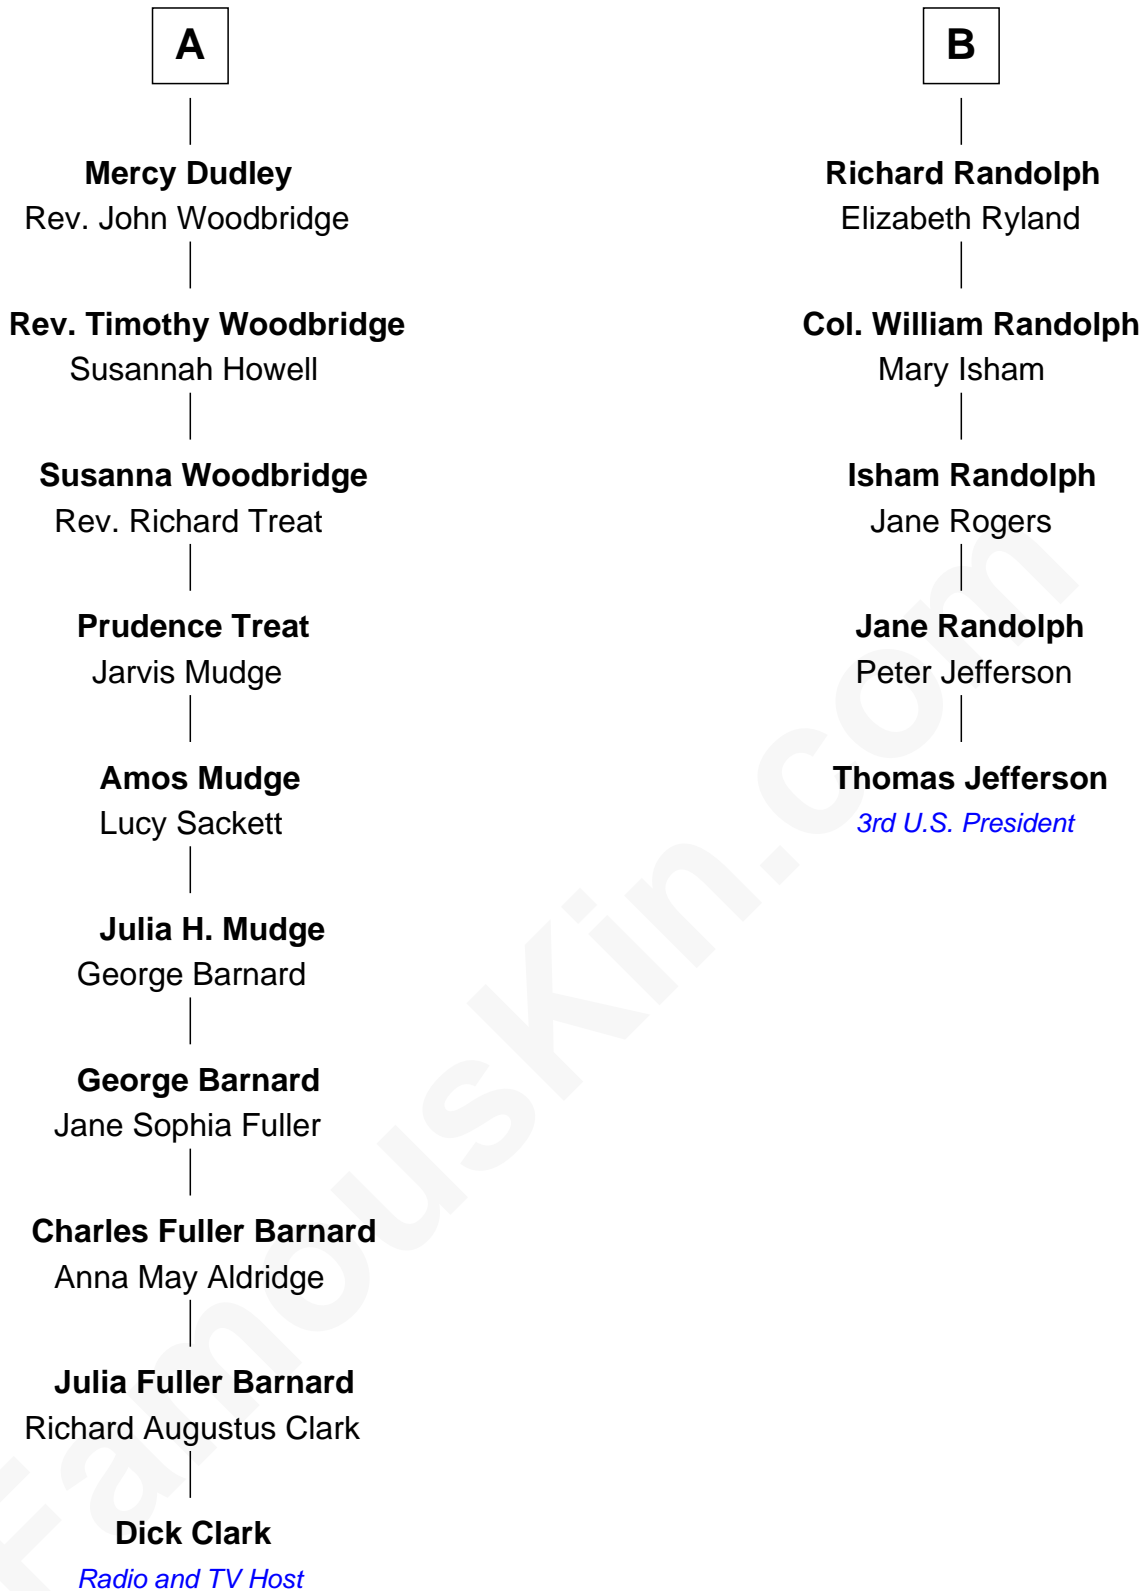 A
Mercy Dudley
Rev. John Woodbridge
Rev. Timothy Woodbridge
Susannah Howell
Susanna Woodbridge
Rev. Richard Treat
Prudence Treat
Jarvis Mudge
Amos Mudge
Lucy Sackett
Julia H. Mudge
George Barnard
George Barnard
Jane Sophia Fuller
Charles Fuller Barnard
Anna May Aldridge
Julia Fuller Barnard
Richard Augustus Clark
Dick Clark
Radio and TV Host
B
Richard Randolph
Elizabeth Ryland
Col. William Randolph
Mary Isham
Isham Randolph
Jane Rogers
Jane Randolph
Peter Jefferson
Thomas Jefferson
3rd U.S. President
FamousKin.com